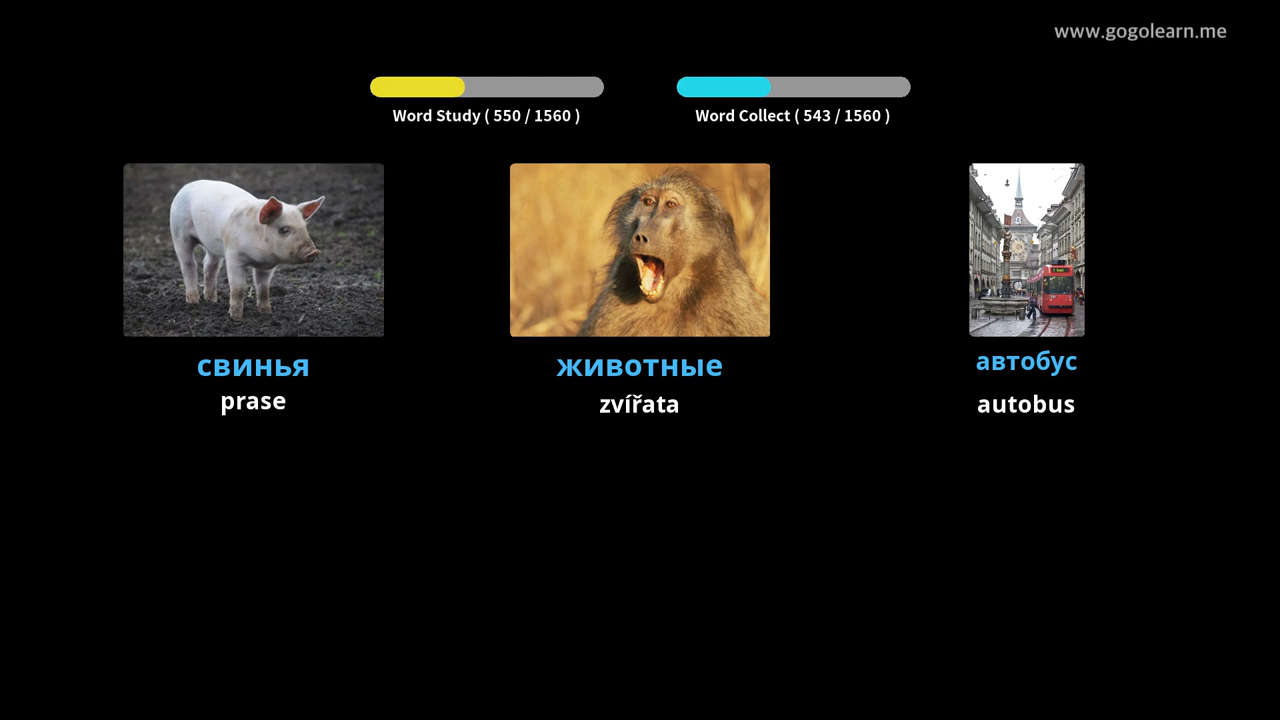 www.gogolearn.me
Word Study ( 550 / 1560 )
Word Collect ( 543 / 1560 )
свинья
prase
животные
zvířata
автобус
autobus